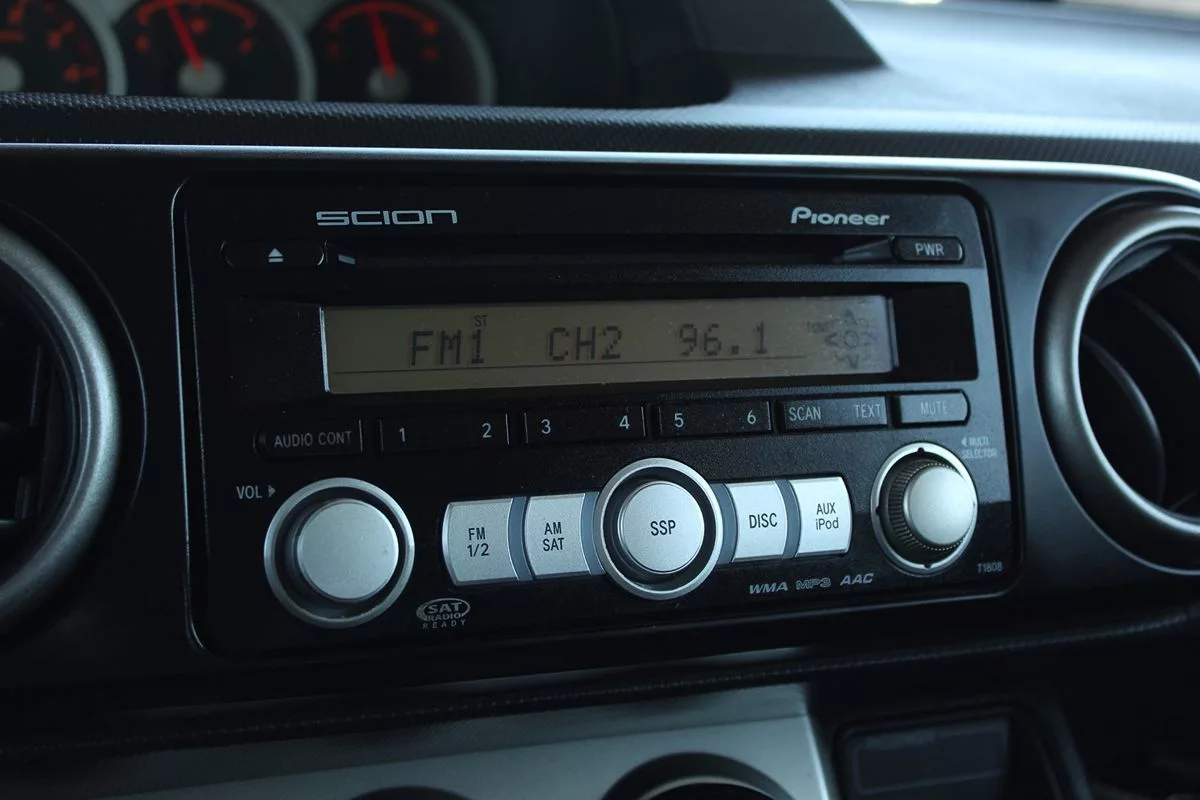 SCION
Pioneer
PWR
ST
FM1 CH2 96.1
AUDIO CONT 1 2 3 4 5 6 SCAN TEXT MUTE
VOL
MULTI
SELECTOR
FM
1/2
AM
SAT
SSP
DISC
AUX
iPod
WMA MP3 AAC
T1808
SAT
RADIO
READY